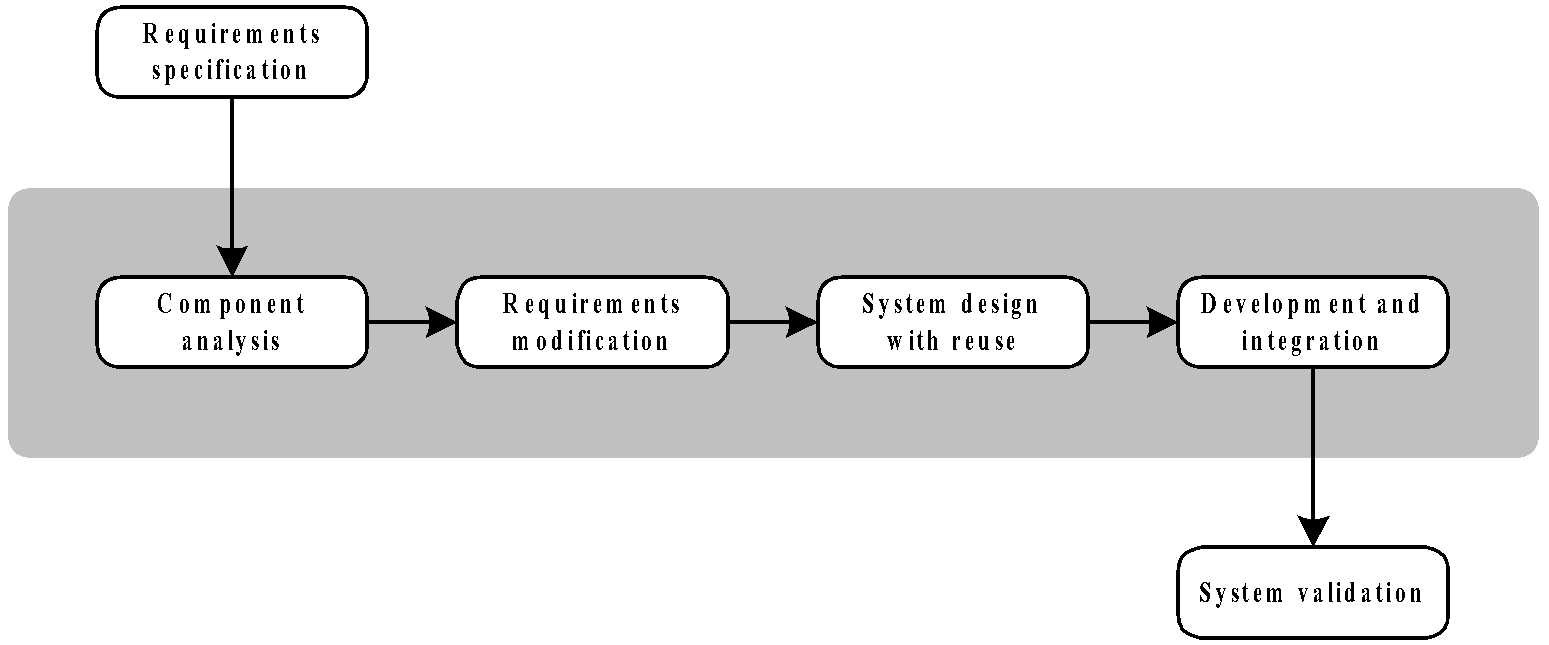 Requirements
specification
Component
analysis
Requirements
modification
System design
with reuse
Development and
integration
System validation